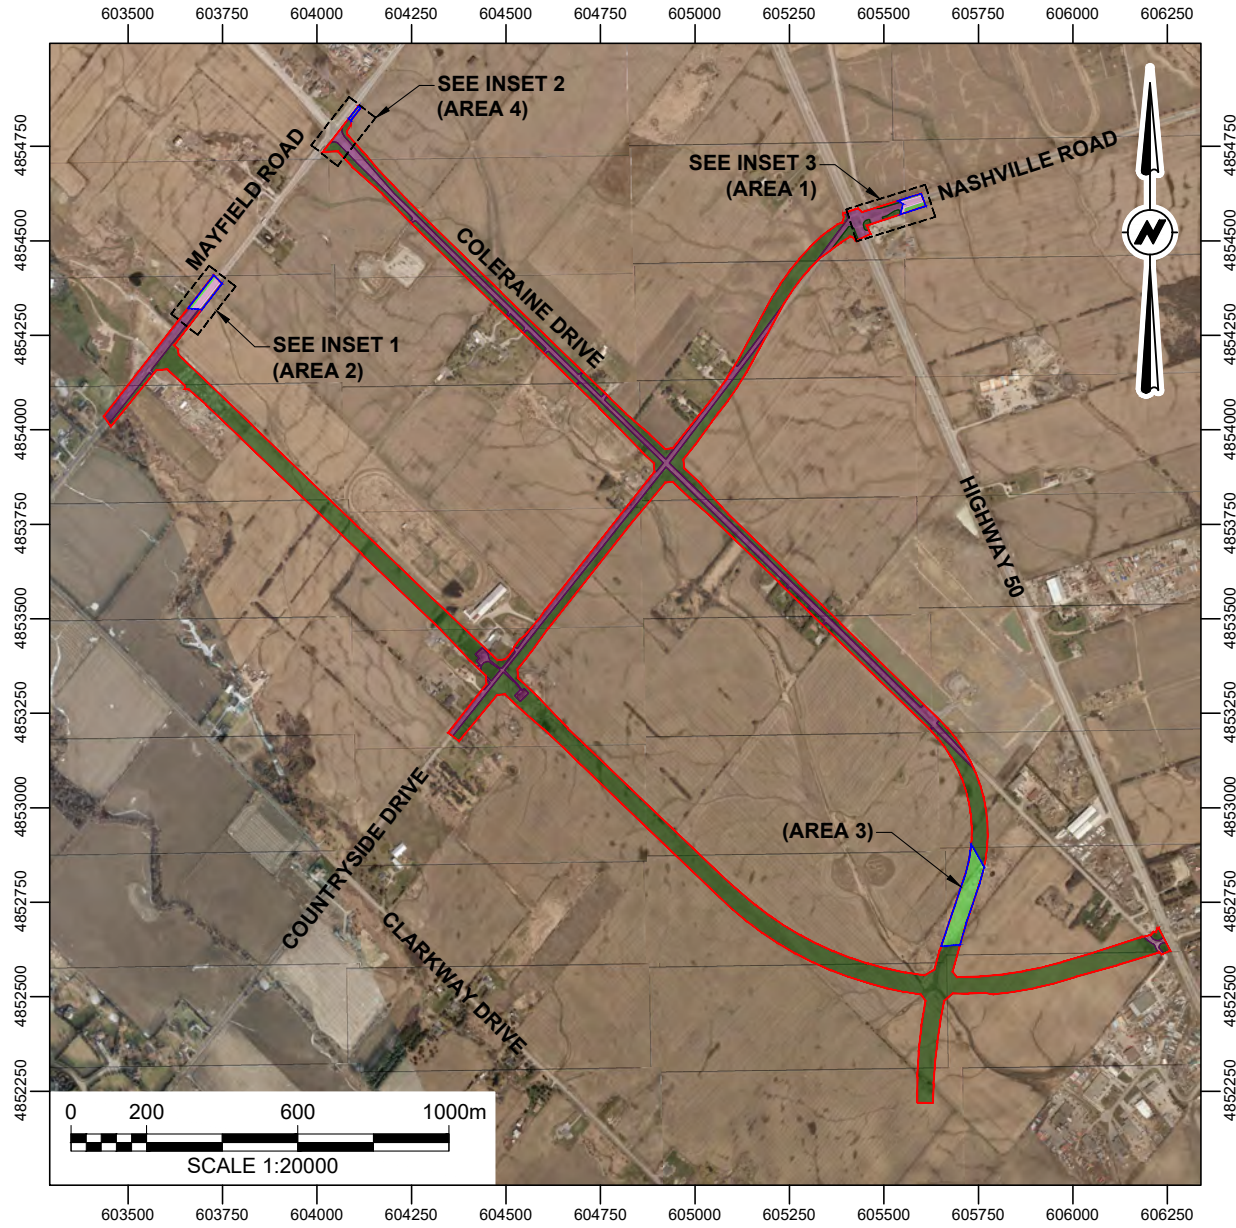 603500 603750 604000 604250 604500 604750 605000 605250 605500 605750 606000 606250
4854750
4854500
4854250
4854000
4853750
4853500
4853250
4853000
4852750
4852500
4852250
SEE INSET 2
(AREA 4)
SEE INSET 3
(AREA 1)
NASHVILLE ROAD
MAYFIELD ROAD
COLERAINE DRIVE
N
SEE INSET 1
(AREA 2)
HIGHWAY 50
(AREA 3)
COUNTRYSIDE DRIVE
CLARKWAY DRIVE
0 200 600 1000m
SCALE 1:20000
4854750
4854500
4854250
4854000
4853750
4853500
4853250
4853000
4852750
4852500
4852250
603500 603750 604000 604250 604500 604750 605000 605250 605500 605750 606000 606250